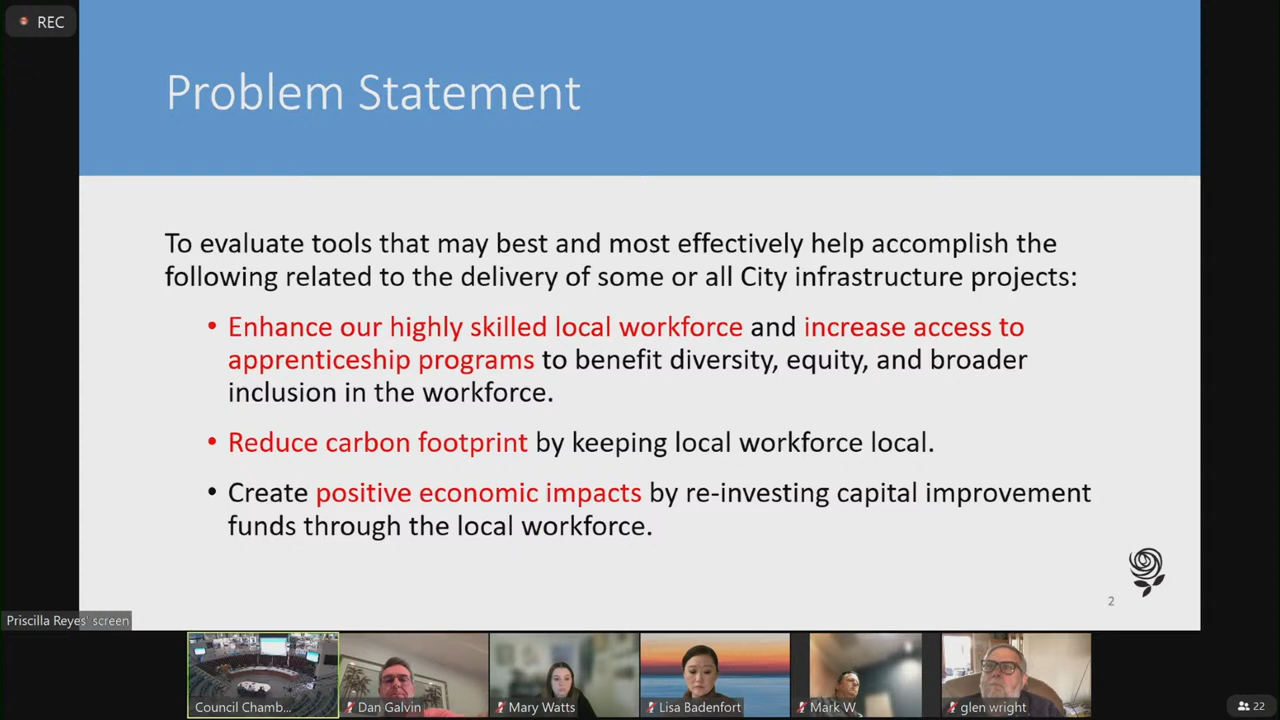 REC
Problem Statement
To evaluate tools that may best and most effectively help accomplish the
following related to the delivery of some or all City infrastructure projects:
• Enhance our highly skilled local workforce and increase access to
apprenticeship programs to benefit diversity, equity, and broader
inclusion in the workforce.
• Reduce carbon footprint by keeping local workforce local.
• Create positive economic impacts by re-investing capital improvement
funds through the local workforce.
2
Priscilla Reyes' screen
Council Chamb...
Dan Galvin
Mary Watts
Lisa Badenfort
Mark W
glen wright
22